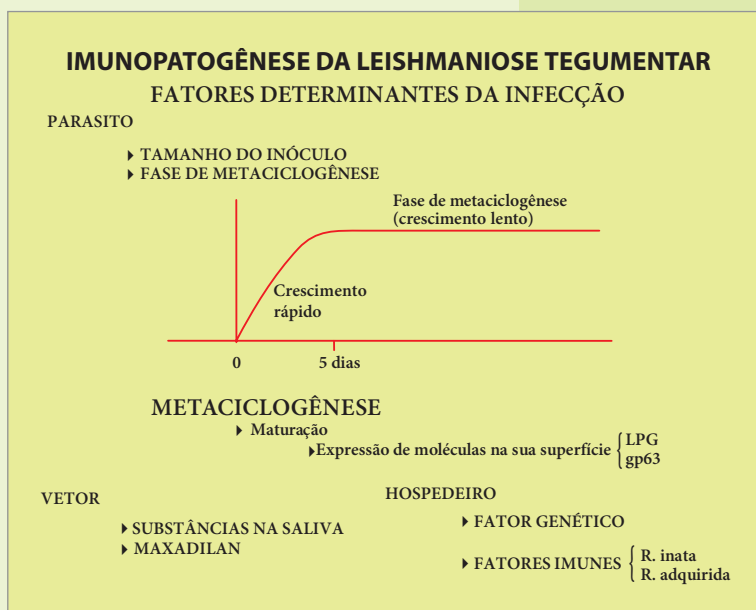 IMUNOPATOGÊNESE DA LEISHMANIOSE TEGUMENTAR
FATORES DETERMINANTES DA INFECÇÃO
PARASITO
TAMANHO DO INÓCULO
FASE DE METACICLOGÊNESE
Fase de metaciclogênese
(crescimento lento)
Crescimento
rápido
0
5 dias
METACICLOGÊNESE
Maturação
Expressão de moléculas na sua superfície { LPG
gp63
VETOR
SUBSTÂNCIAS NA SALIVA
MAXADILAN
HOSPEDEIRO
FATOR GENÉTICO
FATORES IMUNES { R. inata
R. adquirida